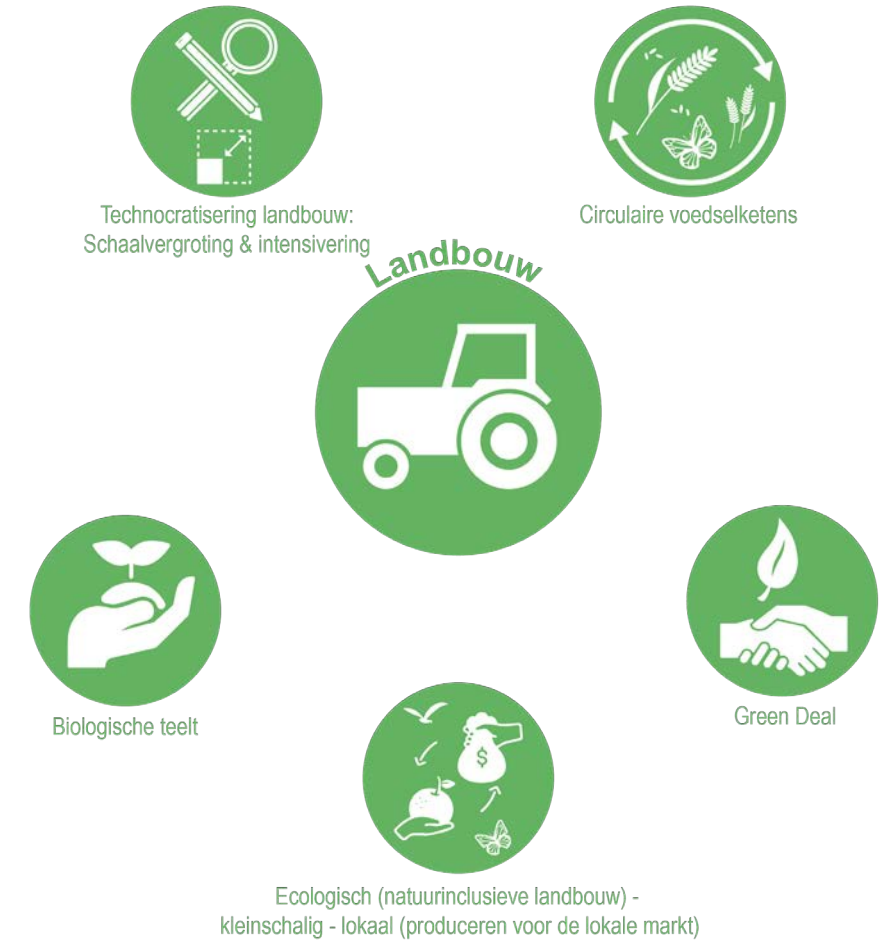 Technocratisering landbouw:
Schaalvergroting & intensivering
Circulaire voedselketens
Landbouw
Biologische teelt
Green Deal
$
Ecologisch (natuurinclusieve landbouw) -
kleinschalig - lokaal (produceren voor de lokale markt)